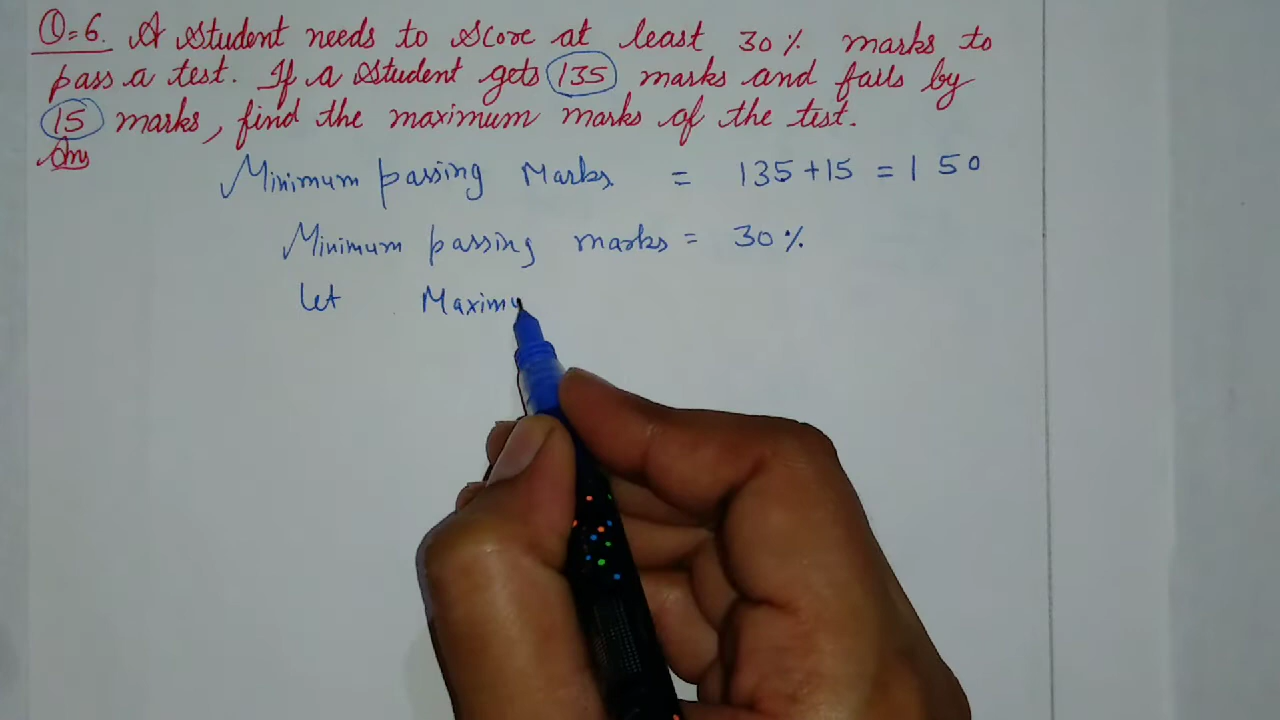 Q=6. A student needs to score at least 30% marks to
pass a test. If a student gets 135 marks and fails by
15 marks, find the maximum marks of the test.
Ans
Minimum passing Marks = 135+15 = 150
Minimum passing marks = 30%
Let Maximu